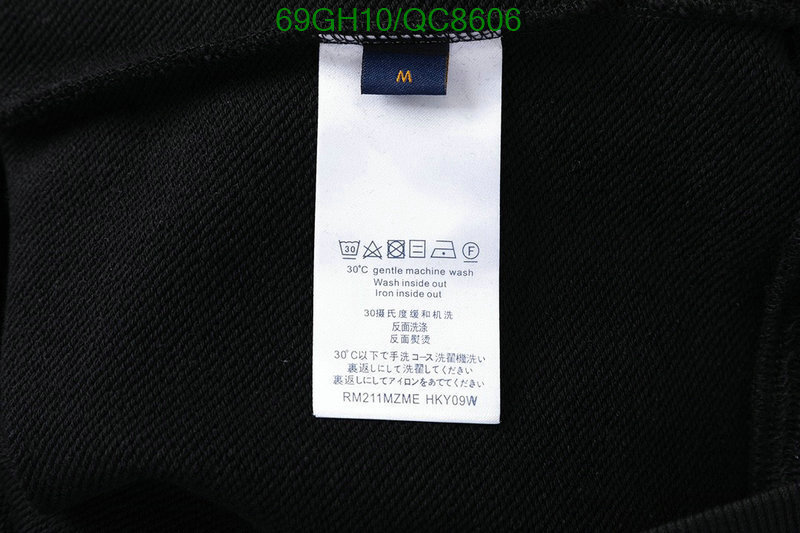 69GH10/QC8606
M
30
F
30°C gentle machine wash
Wash inside out
Iron inside out
30摄氏度缓和机洗
反面洗涤
反面熨烫
30℃以下で手洗コース洗濯機洗い
裏返しにして洗濯してください
裏返しにしてアイロンをあててください
RM211MZME HKY09W